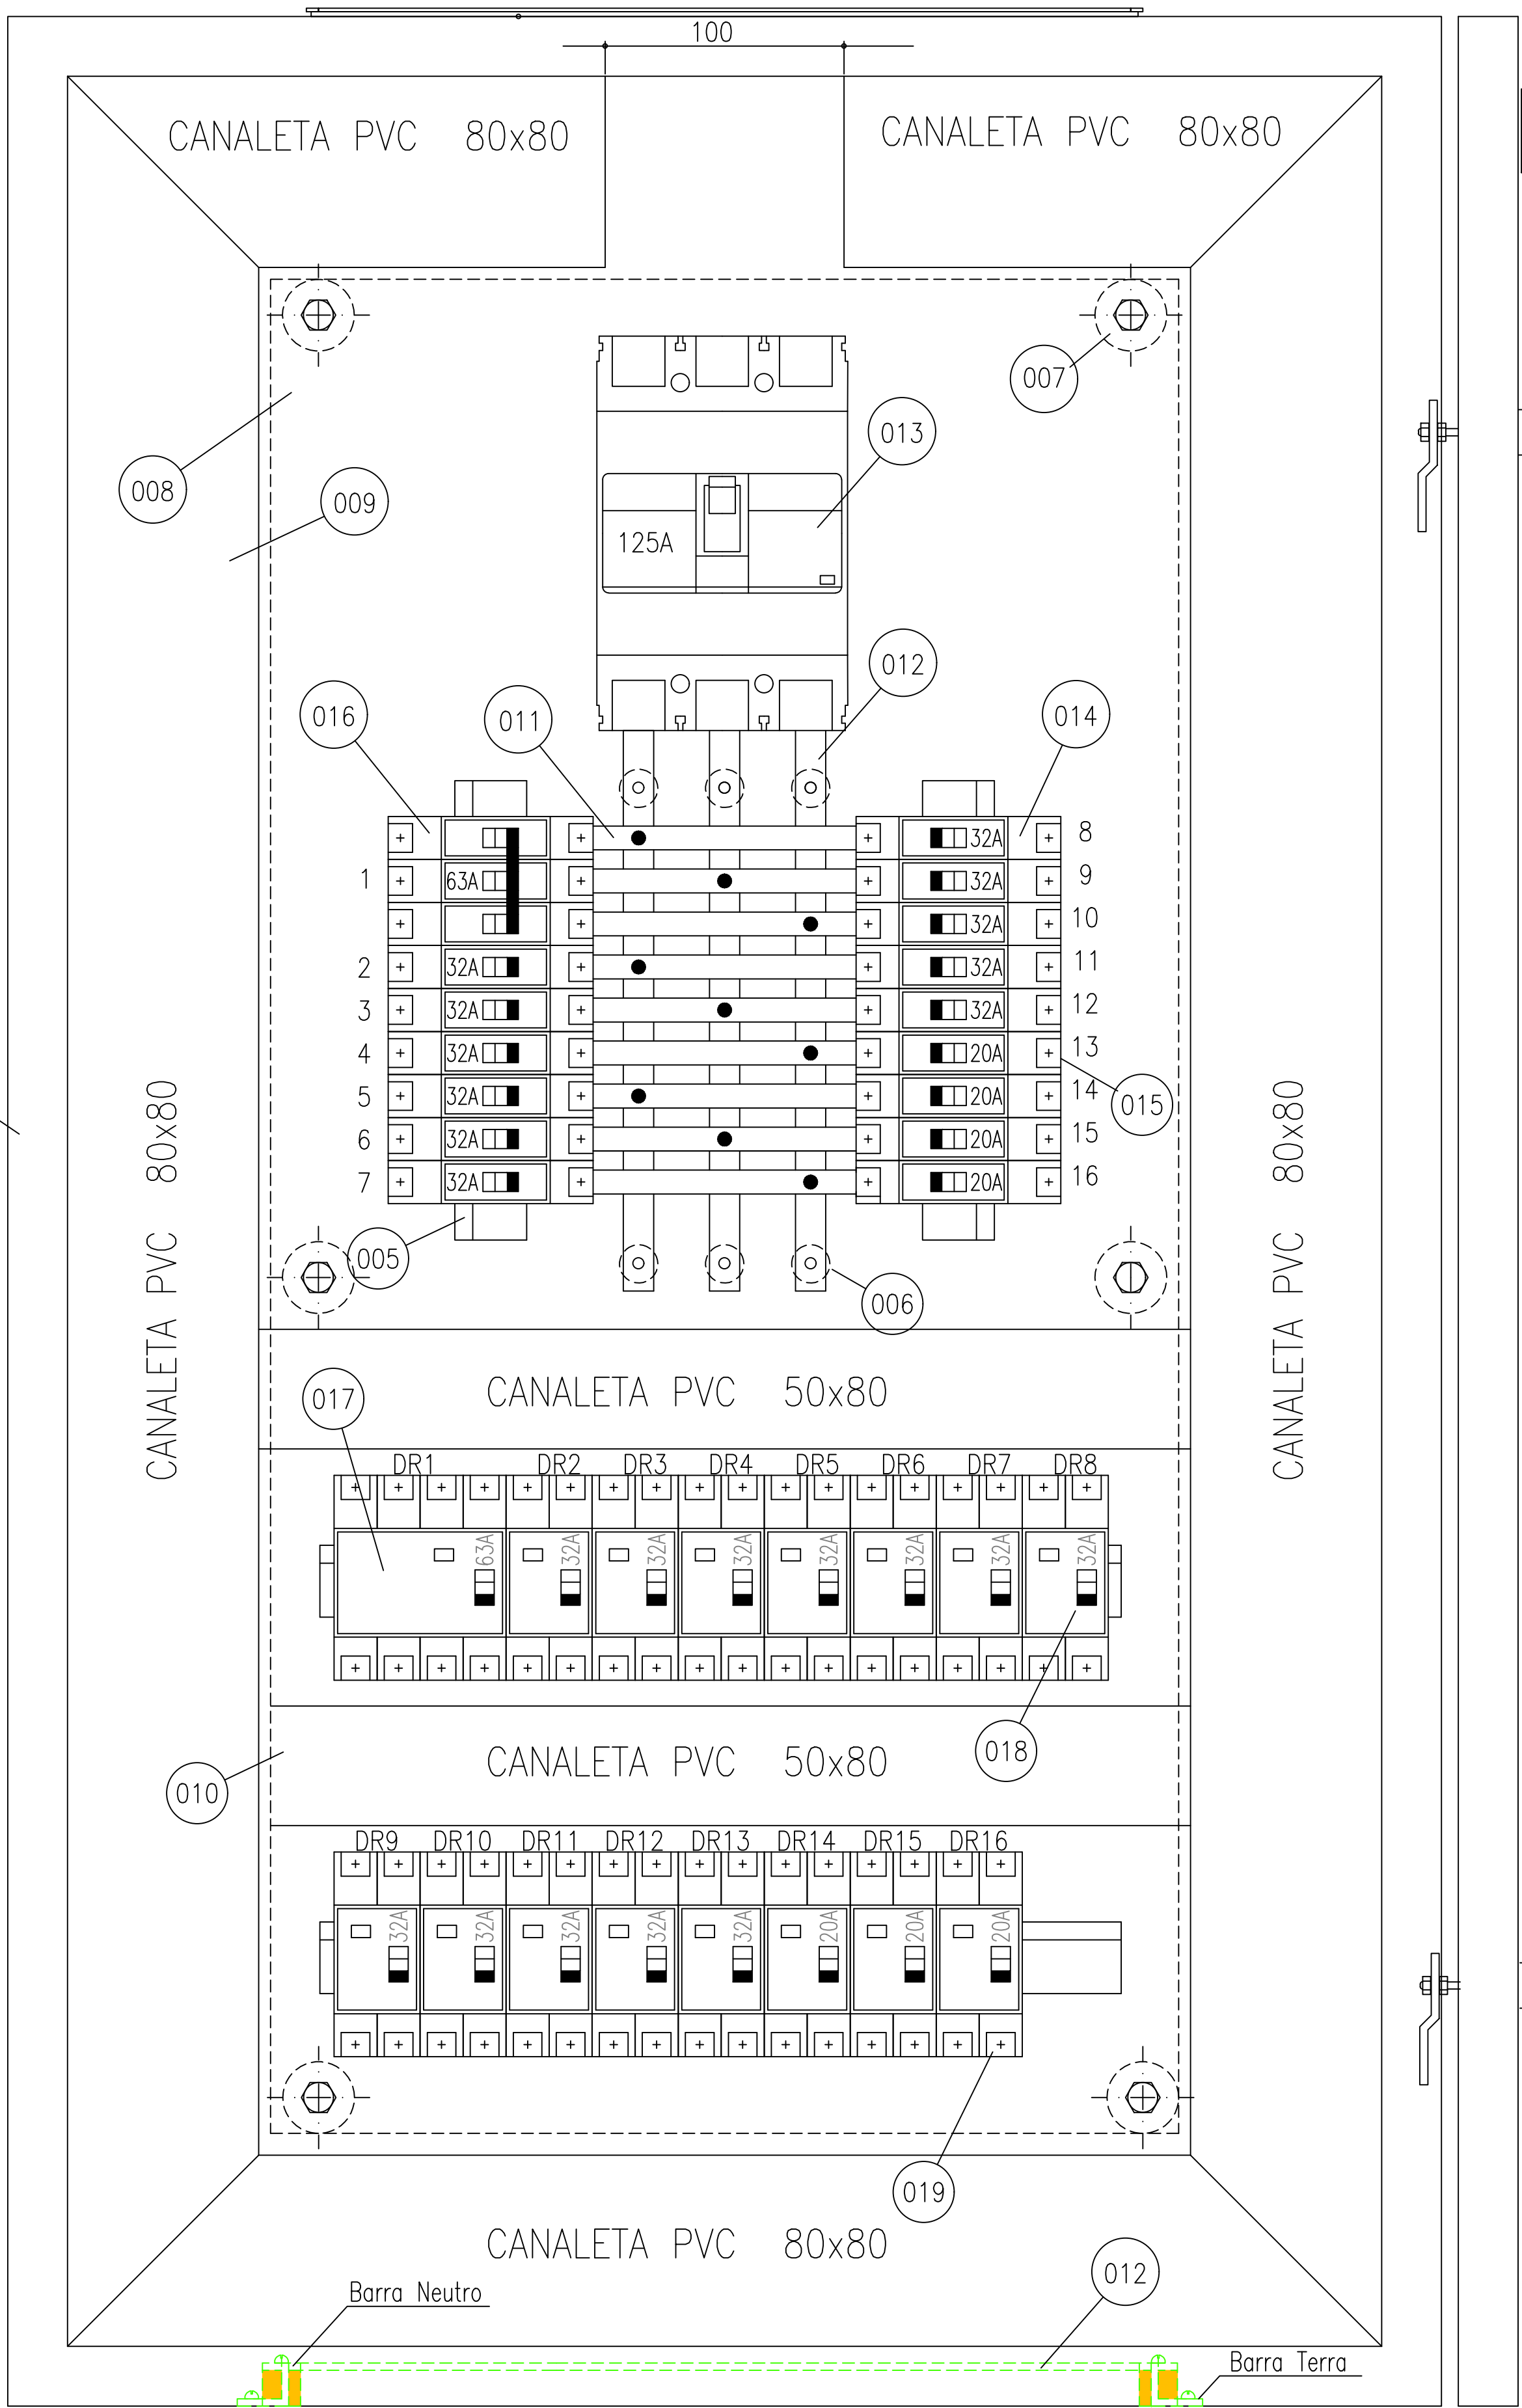 100
CANALETA PVC 80x80
CANALETA PVC 80x80
007
013
008
009
125A
012
016
011
014
32A
8
1
63A
32A
9
32A
10
2
32A
32A
11
3
32A
32A
12
4
32A
20A
13
5
32A
20A
14
015
6
32A
20A
15
7
32A
20A
16
CANALETA PVC 80x80
CANALETA PVC 80x80
005
006
CANALETA PVC 50x80
017
DR1 DR2 DR3 DR4 DR5 DR6 DR7 DR8
63A 32A 32A 32A 32A 32A 32A 32A
018
CANALETA PVC 50x80
010
DR9 DR10 DR11 DR12 DR13 DR14 DR15 DR16
32A 32A 32A 32A 32A 20A 20A 20A
019
CANALETA PVC 80x80
012
Barra Neutro
Barra Terra